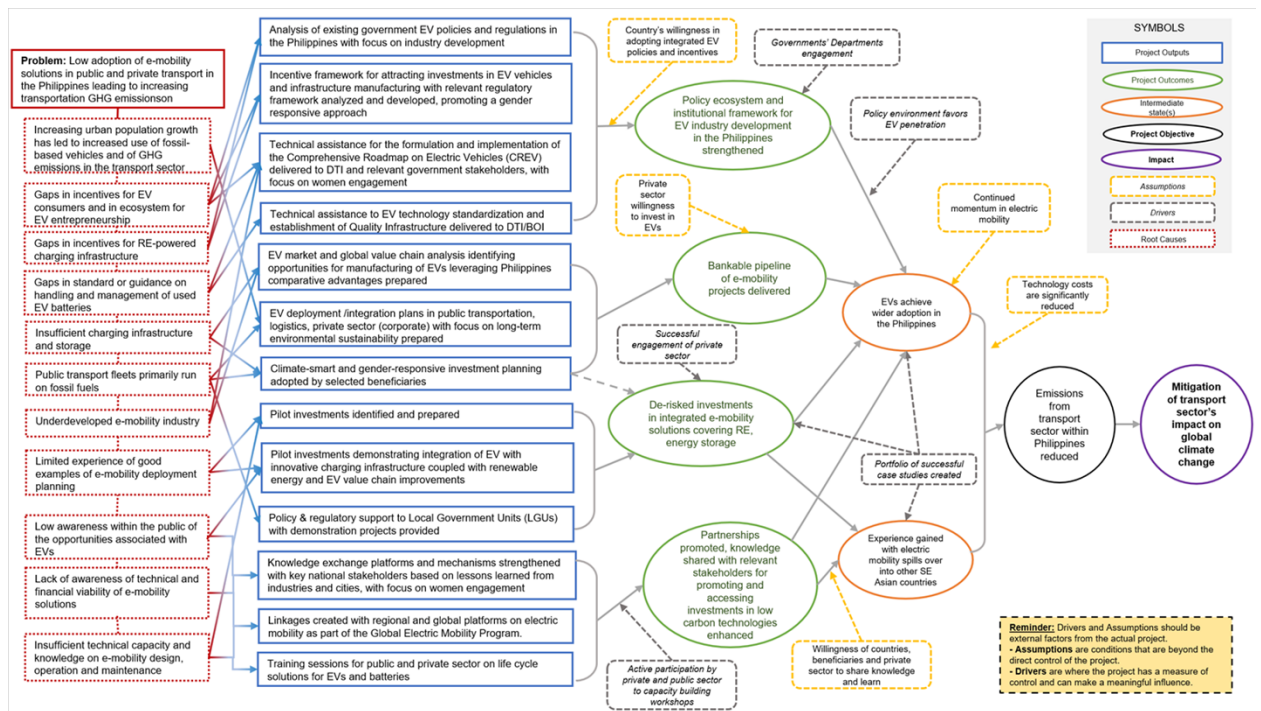 Problem: Low adoption of e-mobility
solutions in public and private transport in
the Philippines leading to increasing
transportation GHG emissionson
Increasing urban population growth
has led to increased use of fossil-
based vehicles and of GHG
emissions in the transport sector
Gaps in incentives for EV
consumers and in ecosystem for
EV entrepreneurship
Gaps in incentives for RE-powered
charging infrastructure
Gaps in standard or guidance on
handling and management of used
EV batteries
Insufficient charging infrastructure
and storage
Public transport fleets primarily run
on fossil fuels
Underdeveloped e-mobility industry
Limited experience of good
examples of e-mobility deployment
planning
Low awareness within the public of
the opportunities associated with
EVs
Lack of awareness of technical and
financial viability of e-mobility
solutions
Insufficient technical capacity and
knowledge on e-mobility design,
operation and maintenance
Analysis of existing government EV policies and regulations in
the Philippines with focus on industry development
Incentive framework for attracting investments in EV vehicles
and infrastructure manufacturing with relevant regulatory
framework analyzed and developed, promoting a gender
responsive approach
Technical assistance for the formulation and implementation of
the Comprehensive Roadmap on Electric Vehicles (CREV)
delivered to DTI and relevant government stakeholders, with
focus on women engagement
Technical assistance to EV technology standardization and
establishment of Quality Infrastructure delivered to DTI/BOI
EV market and global value chain analysis identifying
opportunities for manufacturing of EVs leveraging Philippines
comparative advantages prepared
EV deployment /integration plans in public transportation,
logistics, private sector (corporate) with focus on long-term
environmental sustainability prepared
Climate-smart and gender-responsive investment planning
adopted by selected beneficiaries
Pilot investments identified and prepared
Pilot investments demonstrating integration of EV with
innovative charging infrastructure coupled with renewable
energy and EV value chain improvements
Policy & regulatory support to Local Government Units (LGUs)
with demonstration projects provided
Knowledge exchange platforms and mechanisms strengthened
with key national stakeholders based on lessons learned from
industries and cities, with focus on women engagement
Linkages created with regional and global platforms on electric
mobility as part of the Global Electric Mobility Program.
Training sessions for public and private sector on life cycle
solutions for EVs and batteries
Country's willingness in
adopting integrated EV
policies and incentives
Governments' Departments
engagement
Policy ecosystem and
institutional framework for
EV industry development
in the Philippines
strengthened
Policy environment favors
EV penetration
Private
sector
willingness
to invest in
EVs
Bankable pipeline
of e-mobility
projects delivered
Continued
momentum in electric
mobility
EVs achieve
wider adoption in
the Philippines
Technology costs
are significantly
reduced
Successful
engagement of private
sector
De-risked investments
in integrated e-mobility
solutions covering RE,
energy storage
Portfolio of successful
case studies created
Partnerships
promoted, knowledge
shared with relevant
stakeholders for
promoting and
accessing
investments in low
carbon technologies
enhanced
Experience gained
with electric
mobility spills over
into other SE
Asian countries
Active participation by
private and public sector
to capacity building
workshops
Willingness of countries,
beneficiaries and private
sector to share knowledge
and learn
Emissions
from
transport
sector within
Philippines
reduced
Mitigation
of transport
sector's
impact on
global
climate
change
SYMBOLS
Project Outputs
Project Outcomes
Intermediate
state(s)
Project Objective
Impact
Assumptions
Drivers
Root Causes
Reminder: Drivers and Assumptions should be
external factors from the actual project.
- Assumptions are conditions that are beyond the
direct control of the project.
- Drivers are where the project has a measure of
control and can make a meaningful influence.